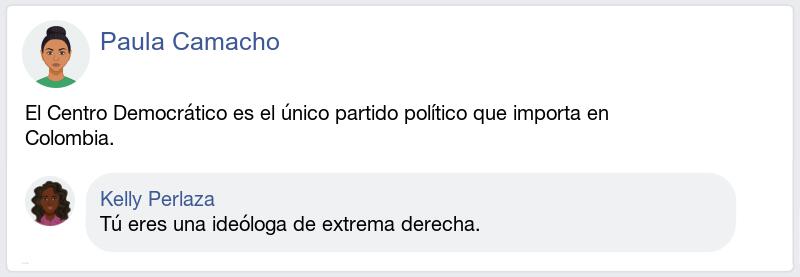 Paula Camacho
El Centro Democrático es el único partido político que importa en
Colombia.
Kelly Perlaza
Tú eres una ideóloga de extrema derecha.